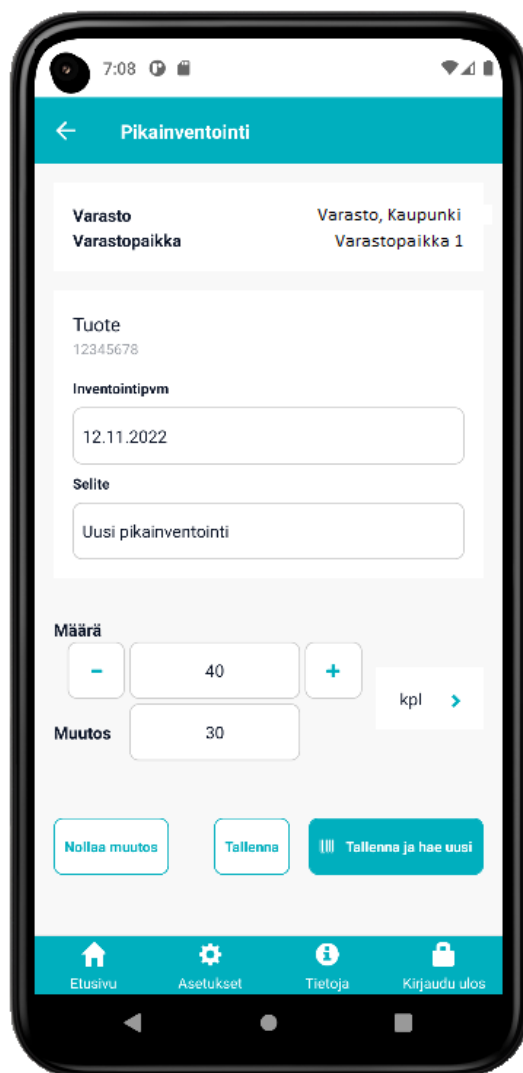 7:08
Pikainventointi
Varasto Varasto, Kaupunki
Varastopaikka Varastopaikka 1
Tuote
12345678
Inventointipvm
12.11.2022
Selite
Uusi pikainventointi
Määrä
- 40 +
kpl
Muutos 30
Nollaa muutos Tallenna Tallenna ja hae uusi
Etusivu Asetukset Tietoja Kirjaudu ulos